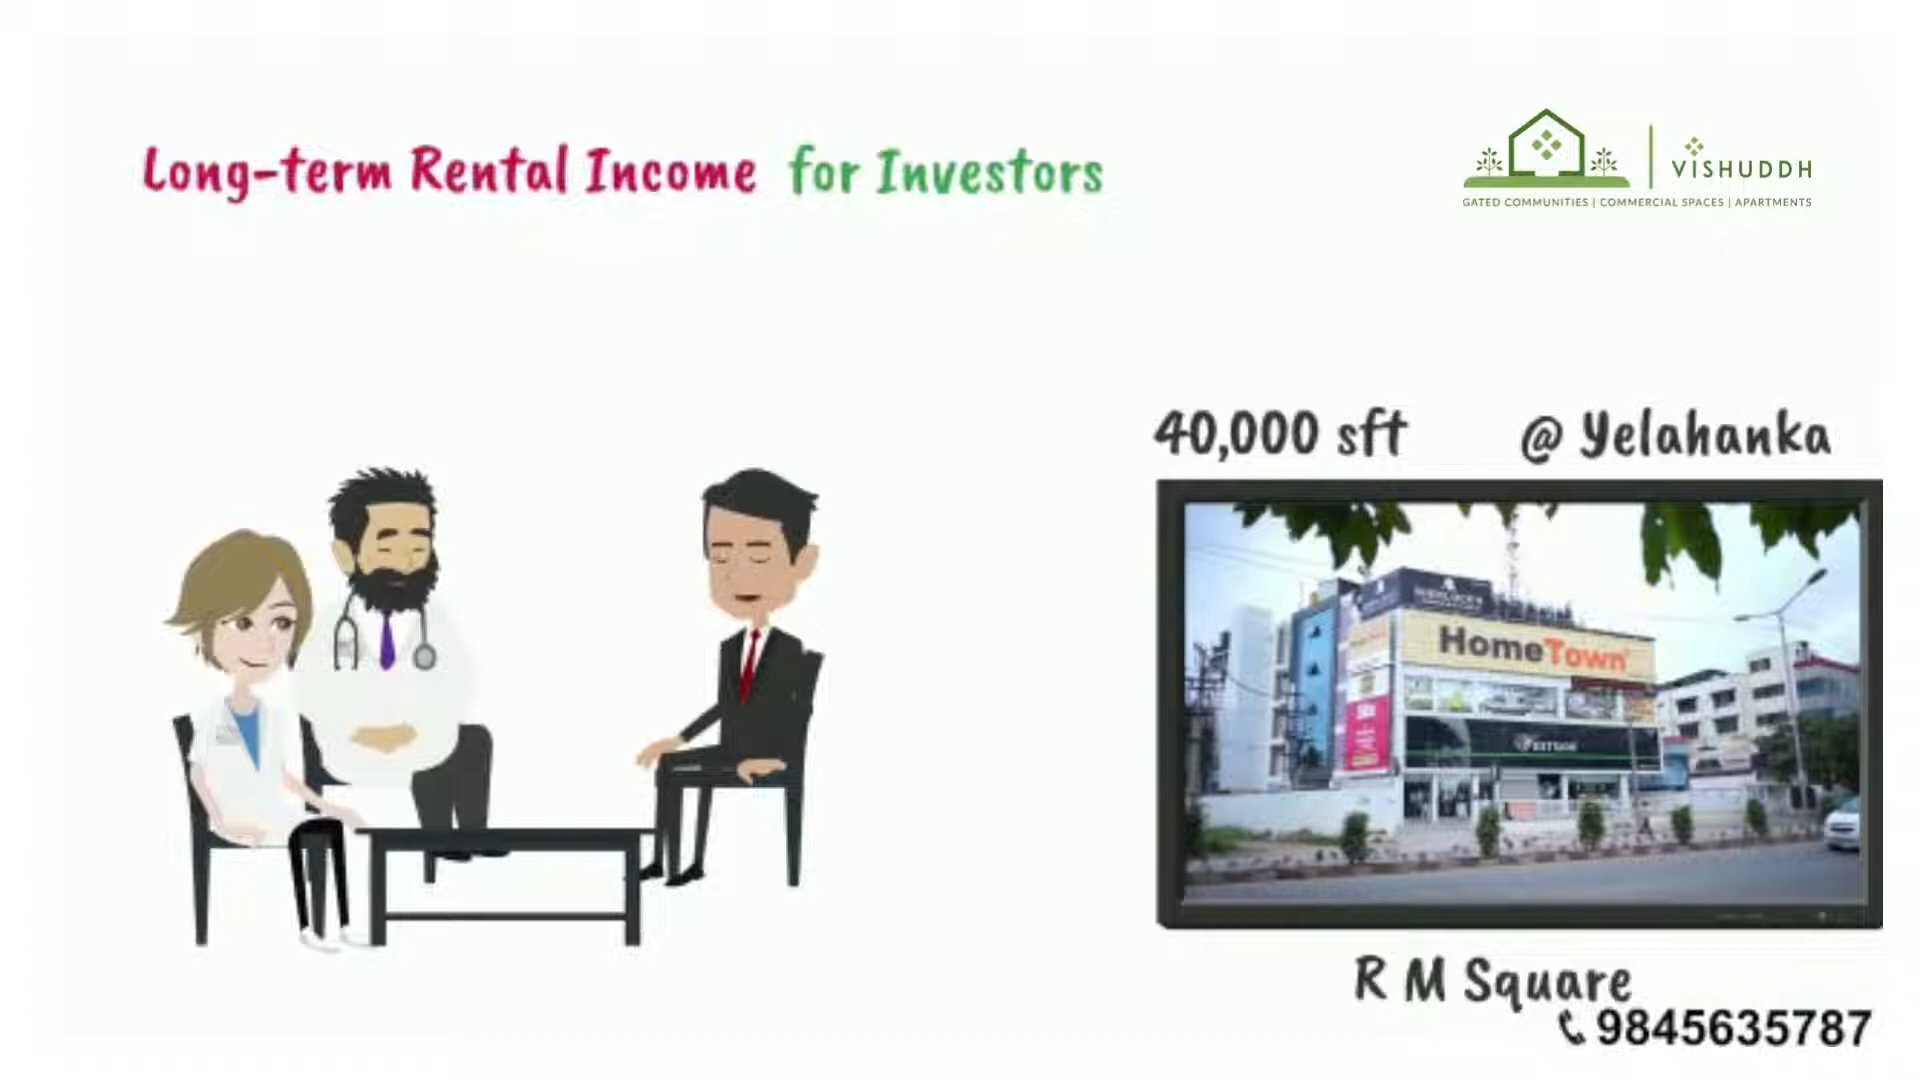 Long-term Rental Income for Investors
VISHUDDH
GATED COMMUNITIES | COMMERCIAL SPACES | APARTMENTS
40,000 sft @ Yelahanka
HomeTown
R M Square
9845635787